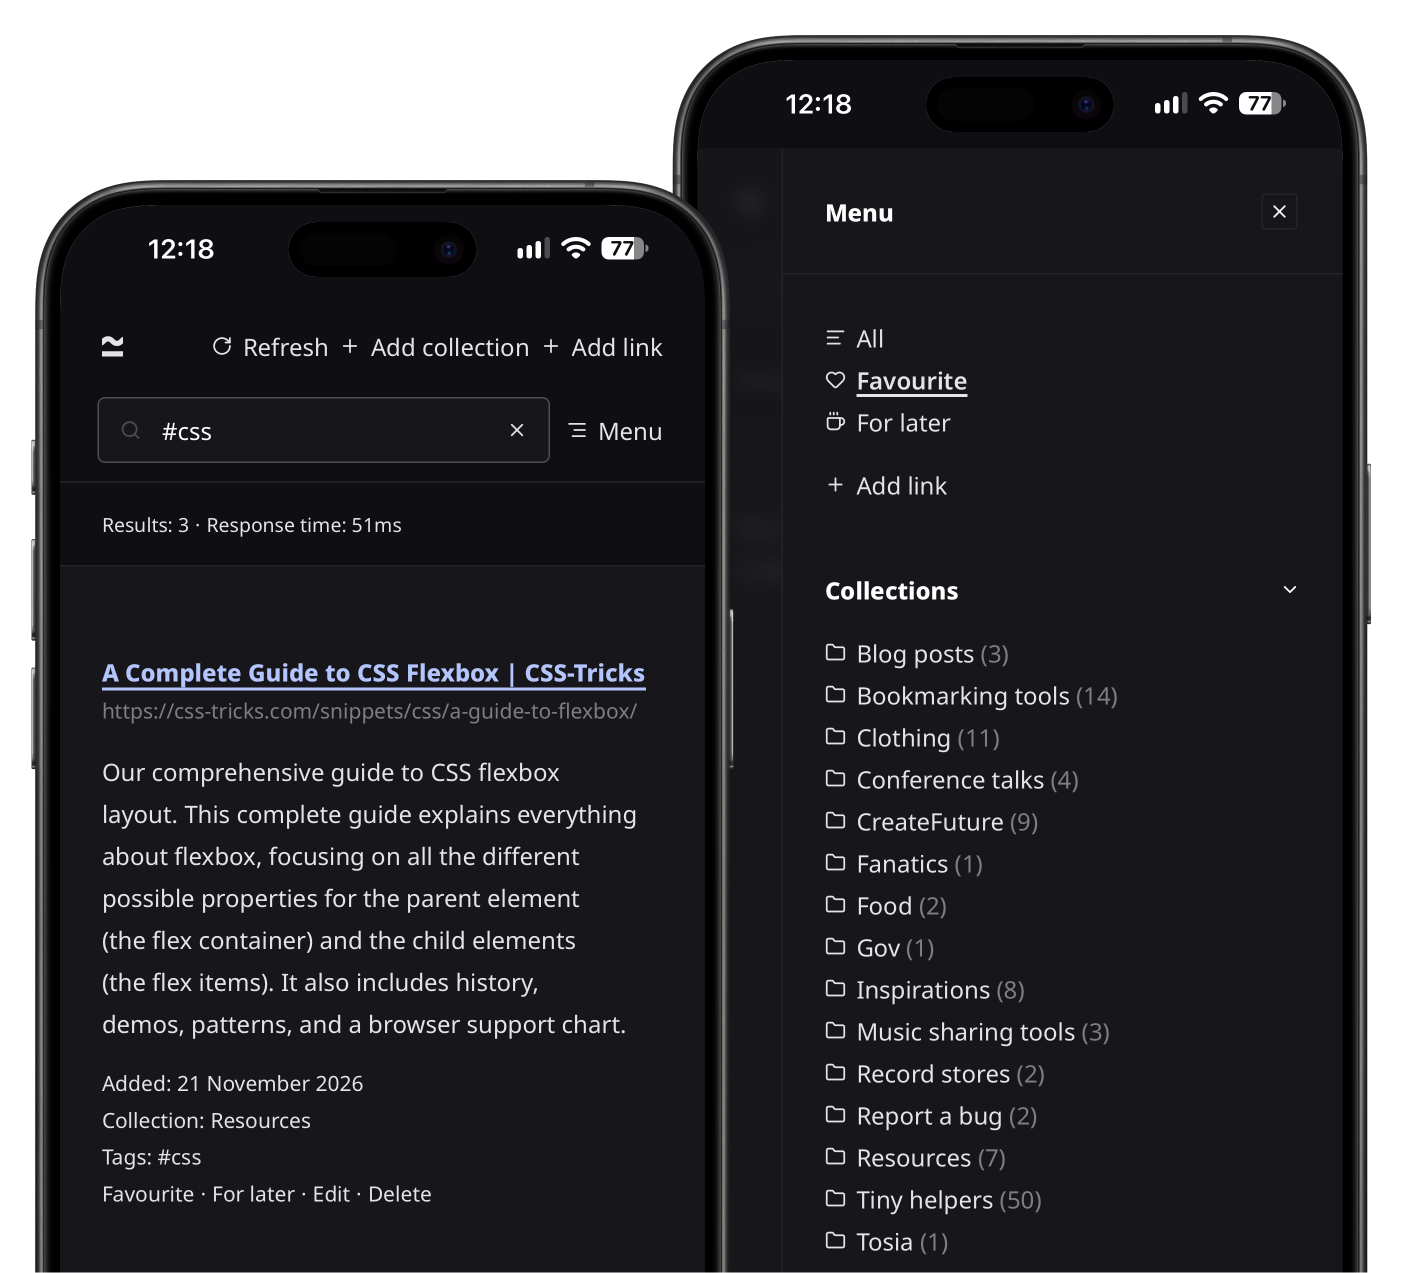 12:18
77
Refresh
Add collection
Add link
#css
Menu
Results: 3 · Response time: 51ms
A Complete Guide to CSS Flexbox | CSS-Tricks
https://css-tricks.com/snippets/css/a-guide-to-flexbox/
Our comprehensive guide to CSS flexbox
layout. This complete guide explains everything
about flexbox, focusing on all the different
possible properties for the parent element
(the flex container) and the child elements
(the flex items). It also includes history,
demos, patterns, and a browser support chart.
Added: 21 November 2026
Collection: Resources
Tags: #css
Favourite · For later · Edit · Delete
12:18
77
Menu
All
Favourite
For later
Add link
Collections
Blog posts (3)
Bookmarking tools (14)
Clothing (11)
Conference talks (4)
CreateFuture (9)
Fanatics (1)
Food (2)
Gov (1)
Inspirations (8)
Music sharing tools (3)
Record stores (2)
Report a bug (2)
Resources (7)
Tiny helpers (50)
Tosia (1)